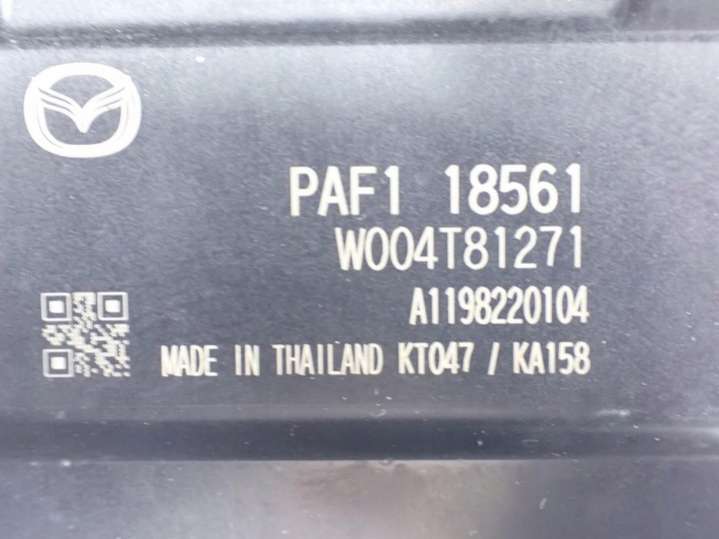 PAF1 18561
W004T81271
A1198220104
MADE IN THAILAND KT047 / KA158